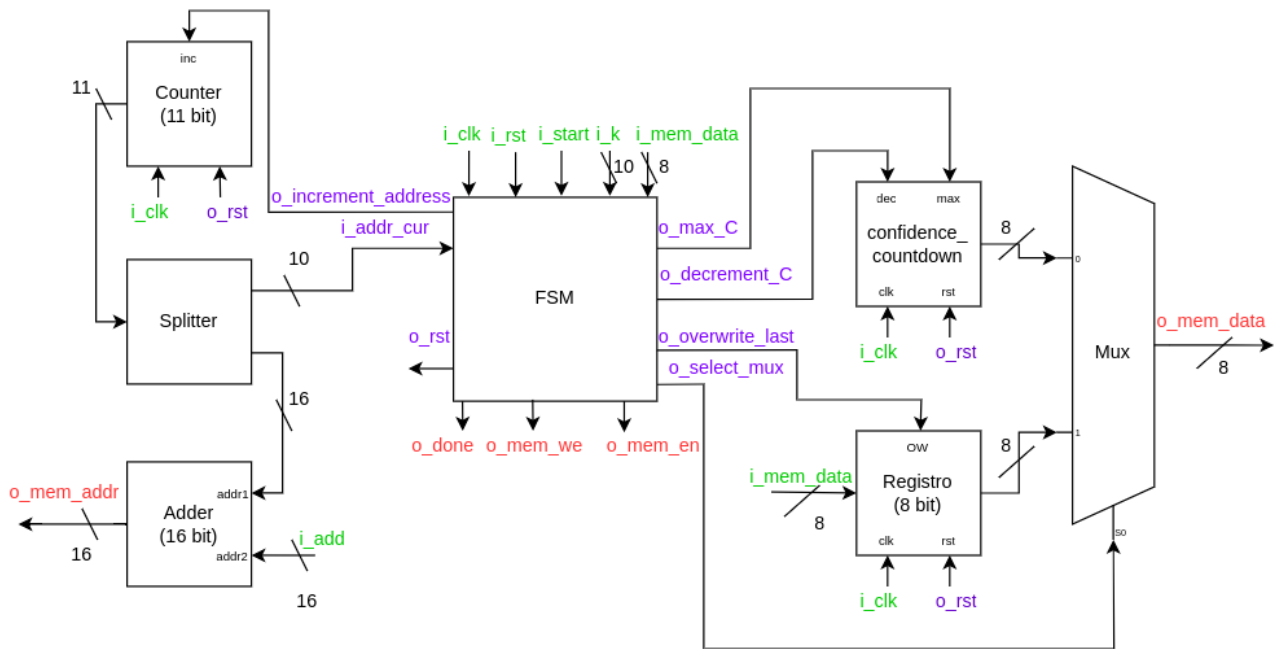 inc
11
Counter
(11 bit)
i_clk
o_rst
i_clk
i_rst
i_start
i_k
i_mem_data
10
8
o_increment_address
i_addr_cur
10
Splitter
16
o_rst
FSM
o_max_C
o_decrement_C
o_overwrite_last
o_select_mux
o_done
o_mem_we
o_mem_en
dec
max
confidence_
countdown
clk
rst
i_clk
o_rst
8
0
o_mem_data
Mux
8
o_mem_addr
16
addr1
Adder
(16 bit)
addr2
i_add
16
OW
i_mem_data
8
Registro
(8 bit)
clk
rst
i_clk
o_rst
8
1
S0